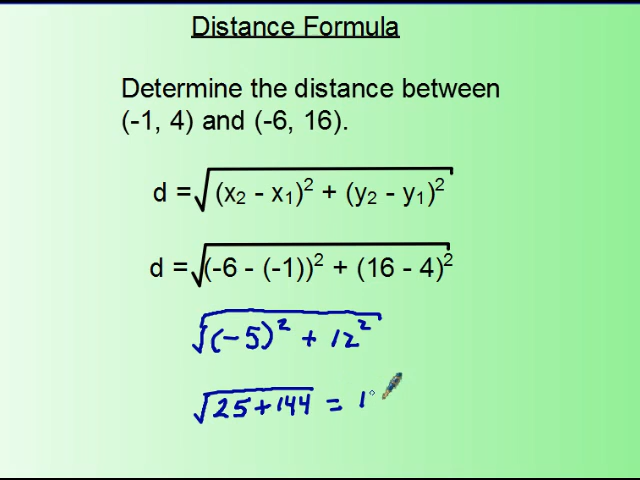 Distance Formula
Determine the distance between
(-1, 4) and (-6, 16).
d = √(x₂ - x₁)² + (y₂ - y₁)²
d = √(-6 - (-1))² + (16 - 4)²
√(-5)² + 12²
√25 + 144 = 1